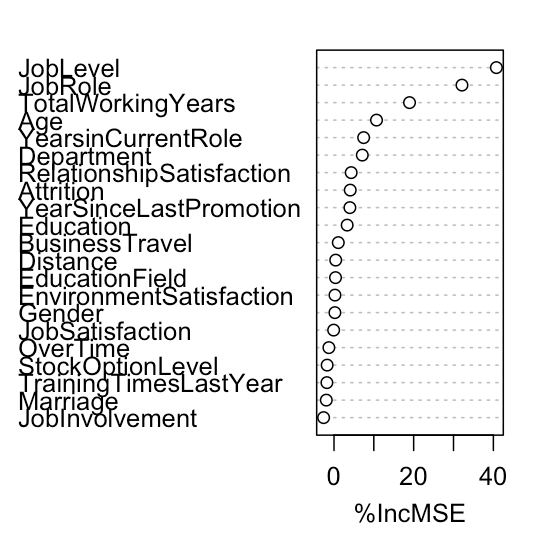 JobLevel
JobRole
TotalWorkingYears
Age
YearsinCurrentRole
Department
RelationshipSatisfaction
Attrition
YearSinceLastPromotion
Education
BusinessTravel
Distance
EducationField
EnvironmentSatisfaction
Gender
JobSatisfaction
OverTime
StockOptionLevel
TrainingTimesLastYear
Marriage
JobInvolvement
0 20 40
%IncMSE